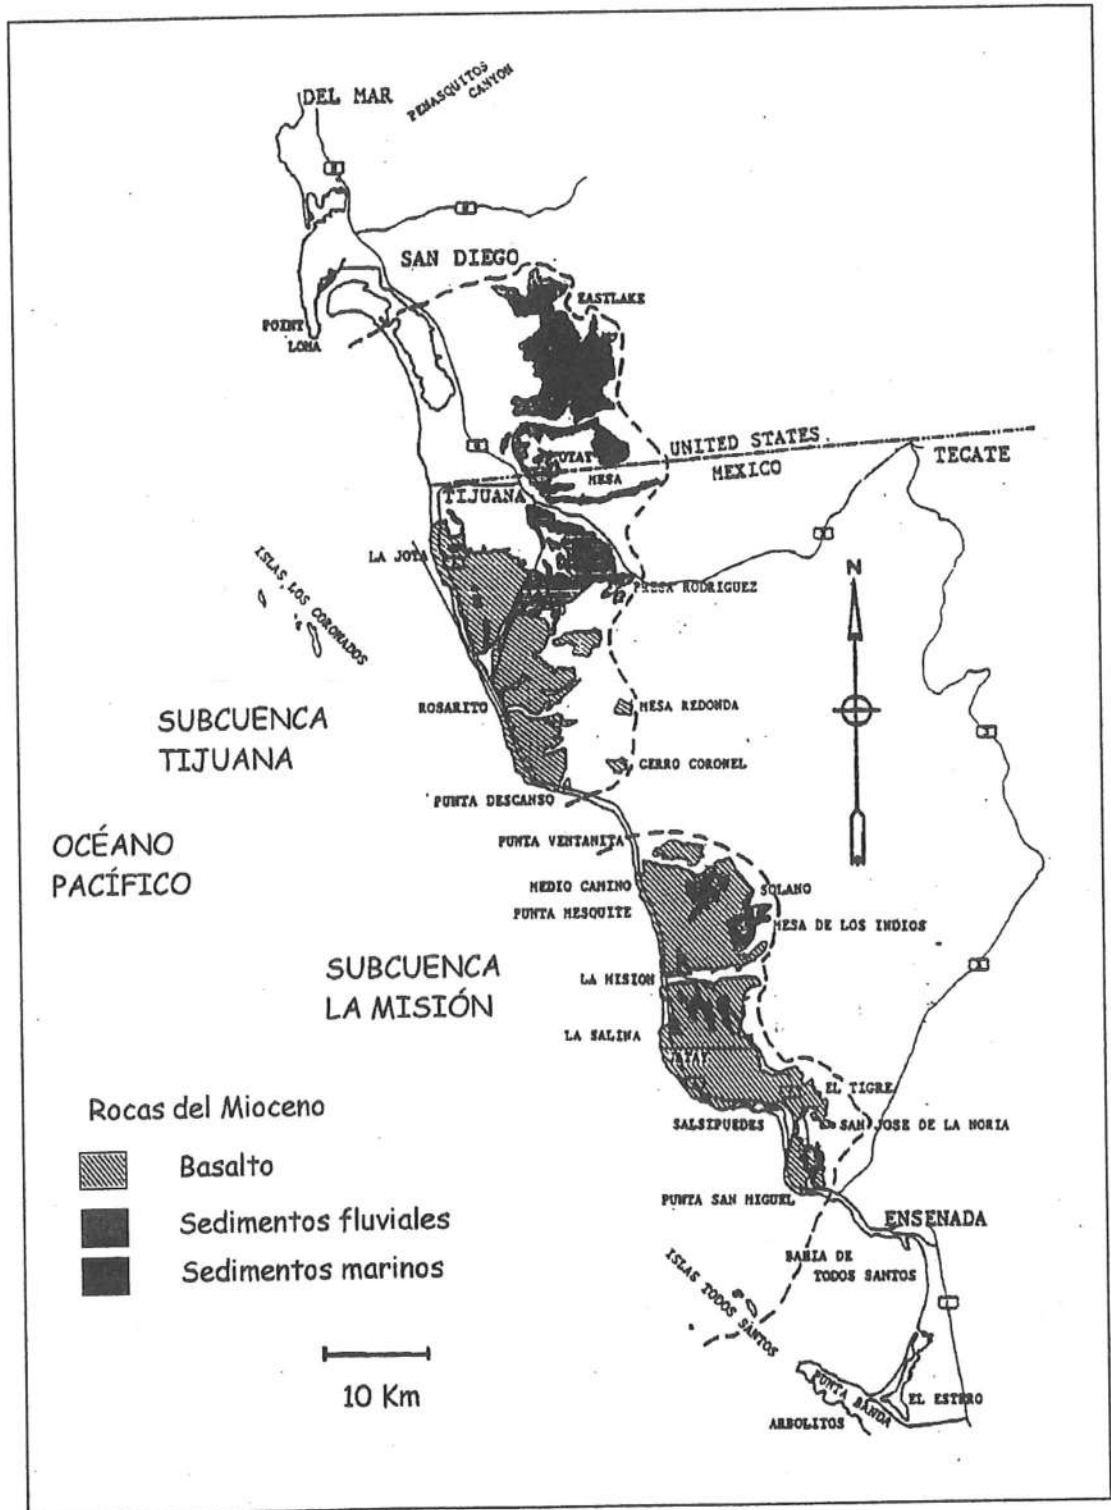 DEL MAR
PENASQUITOS
CANYON
SAN DIEGO
EASTLAKE
POINT
LOMA
UNITED STATES
MEXICO
TECATE
OTAY
MESA
TIJUANA
LA JOYA
ISLAS LOS CORONADOS
PRESA RODRIGUEZ
N
SUBCUENCA
TIJUANA
ROSARITO
MESA REDONDA
CERRO CORONEL
PUNTA DESCANSO
OCÉANO
PACÍFICO
PUNTA VENTANITA
MEDIO CAMINO
PUNTA MESQUITE
SOLANO
MESA DE LOS INDIOS
SUBCUENCA
LA MISIÓN
LA MISION
LA SALINA
EL TIGRE
SALSIPUEDES
SAN JOSE DE LA NORIA
PUNTA SAN MIGUEL
ENSENADA
Rocas del Mioceno
Basalto
Sedimentos fluviales
Sedimentos marinos
10 Km
BAHIA DE
TODOS SANTOS
ISLAS TODOS SANTOS
PUNTA BANDA
EL ESTERO
ARBOLITOS